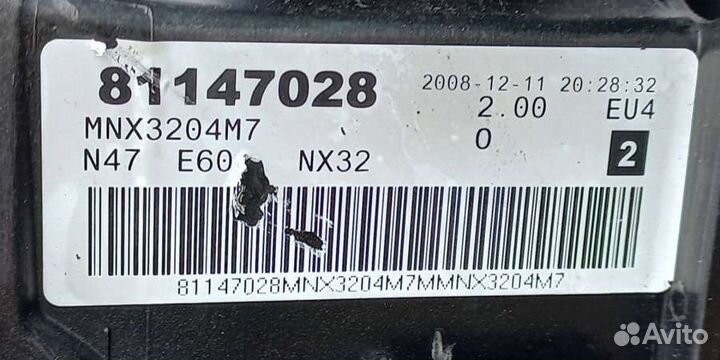 81147028 2008-12-11 20:28:32
MNX3204M7 2.00 EU4
N47 E60 NX32 0 2
81147028MNX3204M7MMNX3204M7
Avito